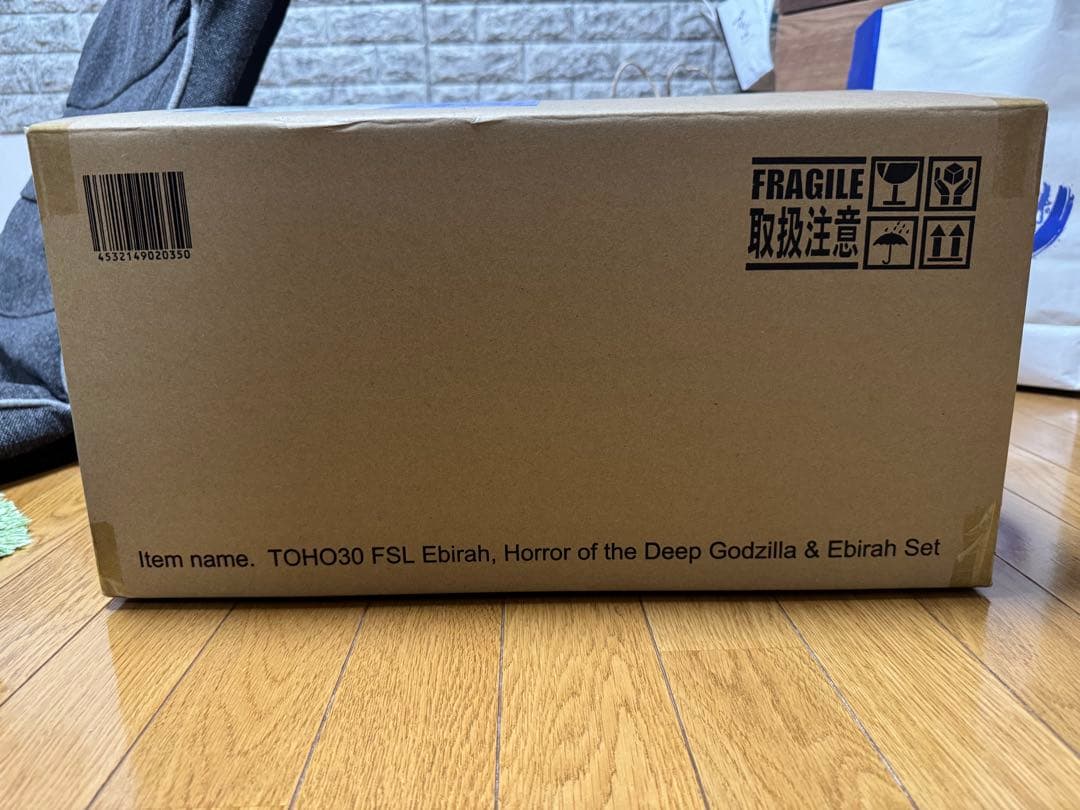 4532149020350
FRAGILE
取扱注意
Item name. TOHO30 FSL Ebirah, Horror of the Deep Godzilla & Ebirah Set